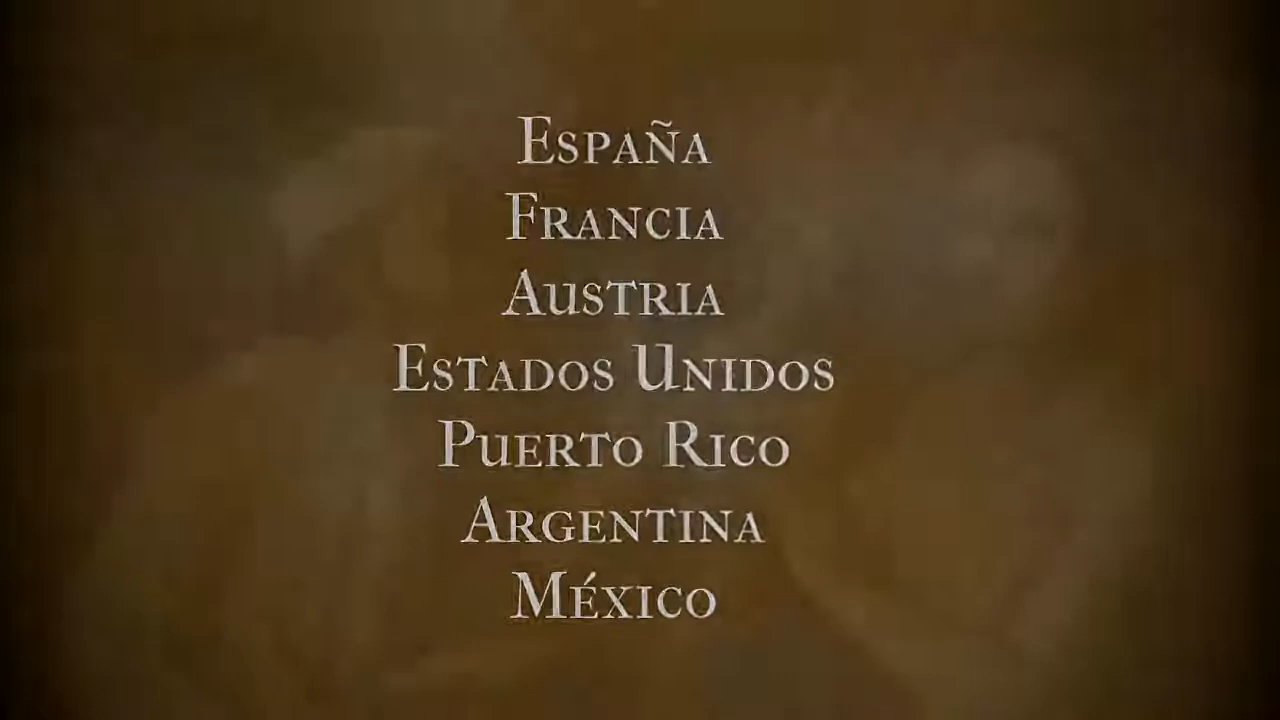 España
Francia
Austria
Estados Unidos
Puerto Rico
Argentina
México